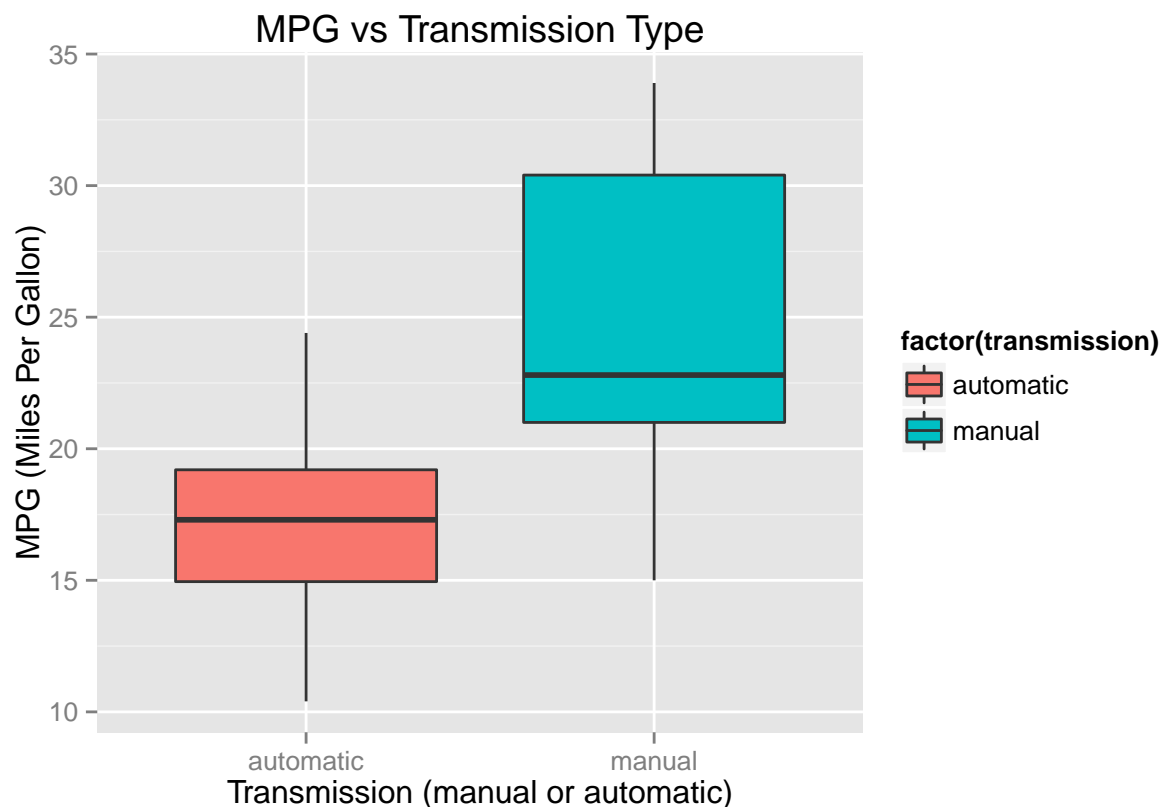 MPG vs Transmission Type
MPG (Miles Per Gallon)
35
30
25
20
15
10
automatic
manual
Transmission (manual or automatic)
factor(transmission)
automatic
manual